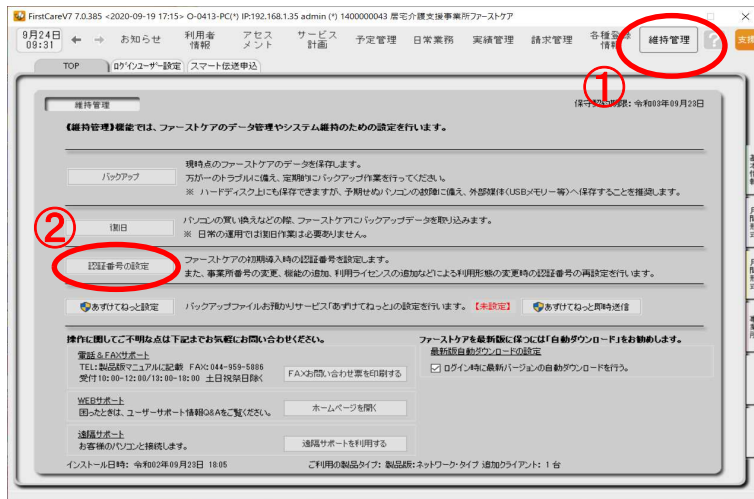 FirstCareV7 7.0.385 <2020-09-19 17:15> O-0413-PC(*) IP:192.168.1.35 admin (*) 1400000043 居宅介護支援事業所ファーストケア
9月24日 09:31 ← → お知らせ 利用者情報 アセスメント サービス計画 予定管理 日常業務 実績管理 請求管理 各種登録情報 維持管理 ? 支援
TOP ログインユーザー設定 スマート伝送申込
①
維持管理 保守契約期限: 令和03年09月23日
《維持管理》機能では、ファーストケアのデータ管理やシステム維持のための設定を行います。
現時点のファーストケアのデータを保存します。
バックアップ 万が一のトラブルに備え、定期的にバックアップ作業を行ってください。
※ ハードディスク上にも保存できますが、予期せぬパソコンの故障に備え、外部媒体(USBメモリー等)へ保存することを推奨します。
②
復旧 パソコンの買い換えなどの際、ファーストケアにバックアップデータを取り込みます。
※ 日常の運用では復旧作業は必要ありません。
認証番号の設定 ファーストケアの初期導入時の認証番号を設定します。
また、事業所番号の変更、機能の追加、利用ライセンスの追加などによる利用形態の変更時の認証番号の再設定を行います。
あずけてねっと設定 バックアップファイルお預かりサービス「あずけてねっと」の設定を行います。 【未設定】 あずけてねっと即時送信
操作に関してご不明な点は下記までお気軽にお問い合わせください。
電話&FAXサポート
TEL:製品版マニュアルに記載 FAX:044-959-5886
受付10:00-12:00/13:00-18:00 土日祝祭日除く
FAXお問い合わせ票を印刷する
WEBサポート
困ったときは、ユーザーサポート情報Q&Aをご覧ください。
ホームページを開く
遠隔サポート
お客様のパソコンと接続します。
遠隔サポートを利用する
ファーストケアを最新版に保つには「自動ダウンロード」をお勧めします。
最新版自動ダウンロードの設定
ログイン時に最新バージョンの自動ダウンロードを行う。
インストール日時: 令和02年09月23日 18:05 ご利用の製品タイプ: 製品版:ネットワーク・タイプ 追加クライアント: 1 台
基本情報
月間形式
月間形式
事業所